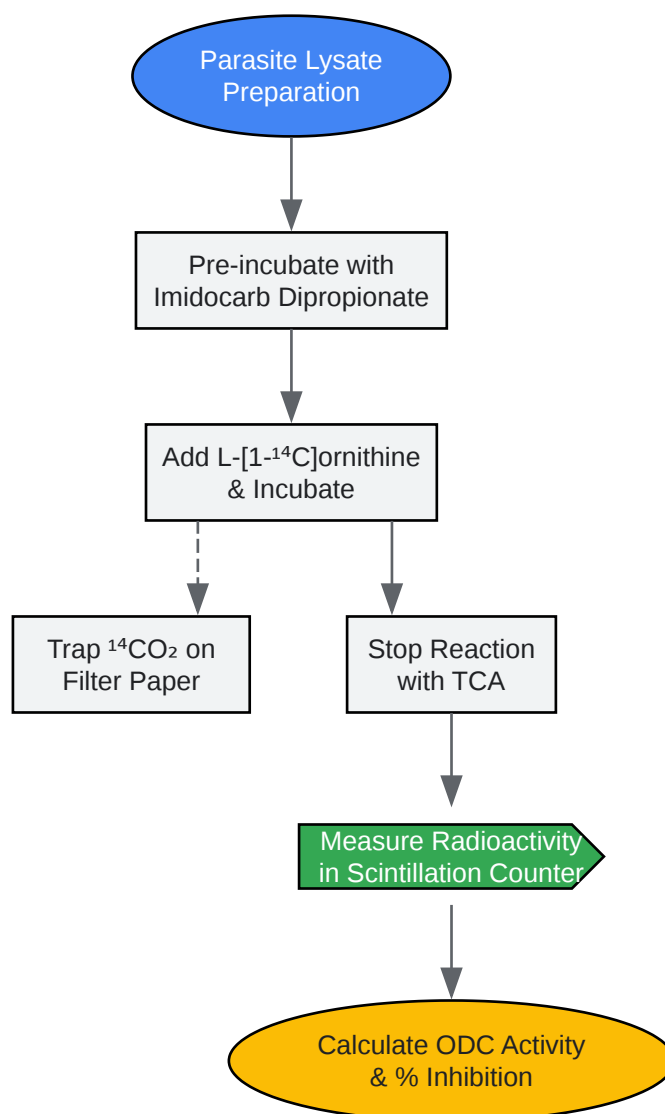 Parasite Lysate
Preparation
Pre-incubate with
Imidocarb Dipropionate
Add L-[1-¹⁴C]ornithine
& Incubate
Trap ¹⁴CO₂ on
Filter Paper
Stop Reaction
with TCA
Measure Radioactivity
in Scintillation Counter
Calculate ODC Activity
& % Inhibition